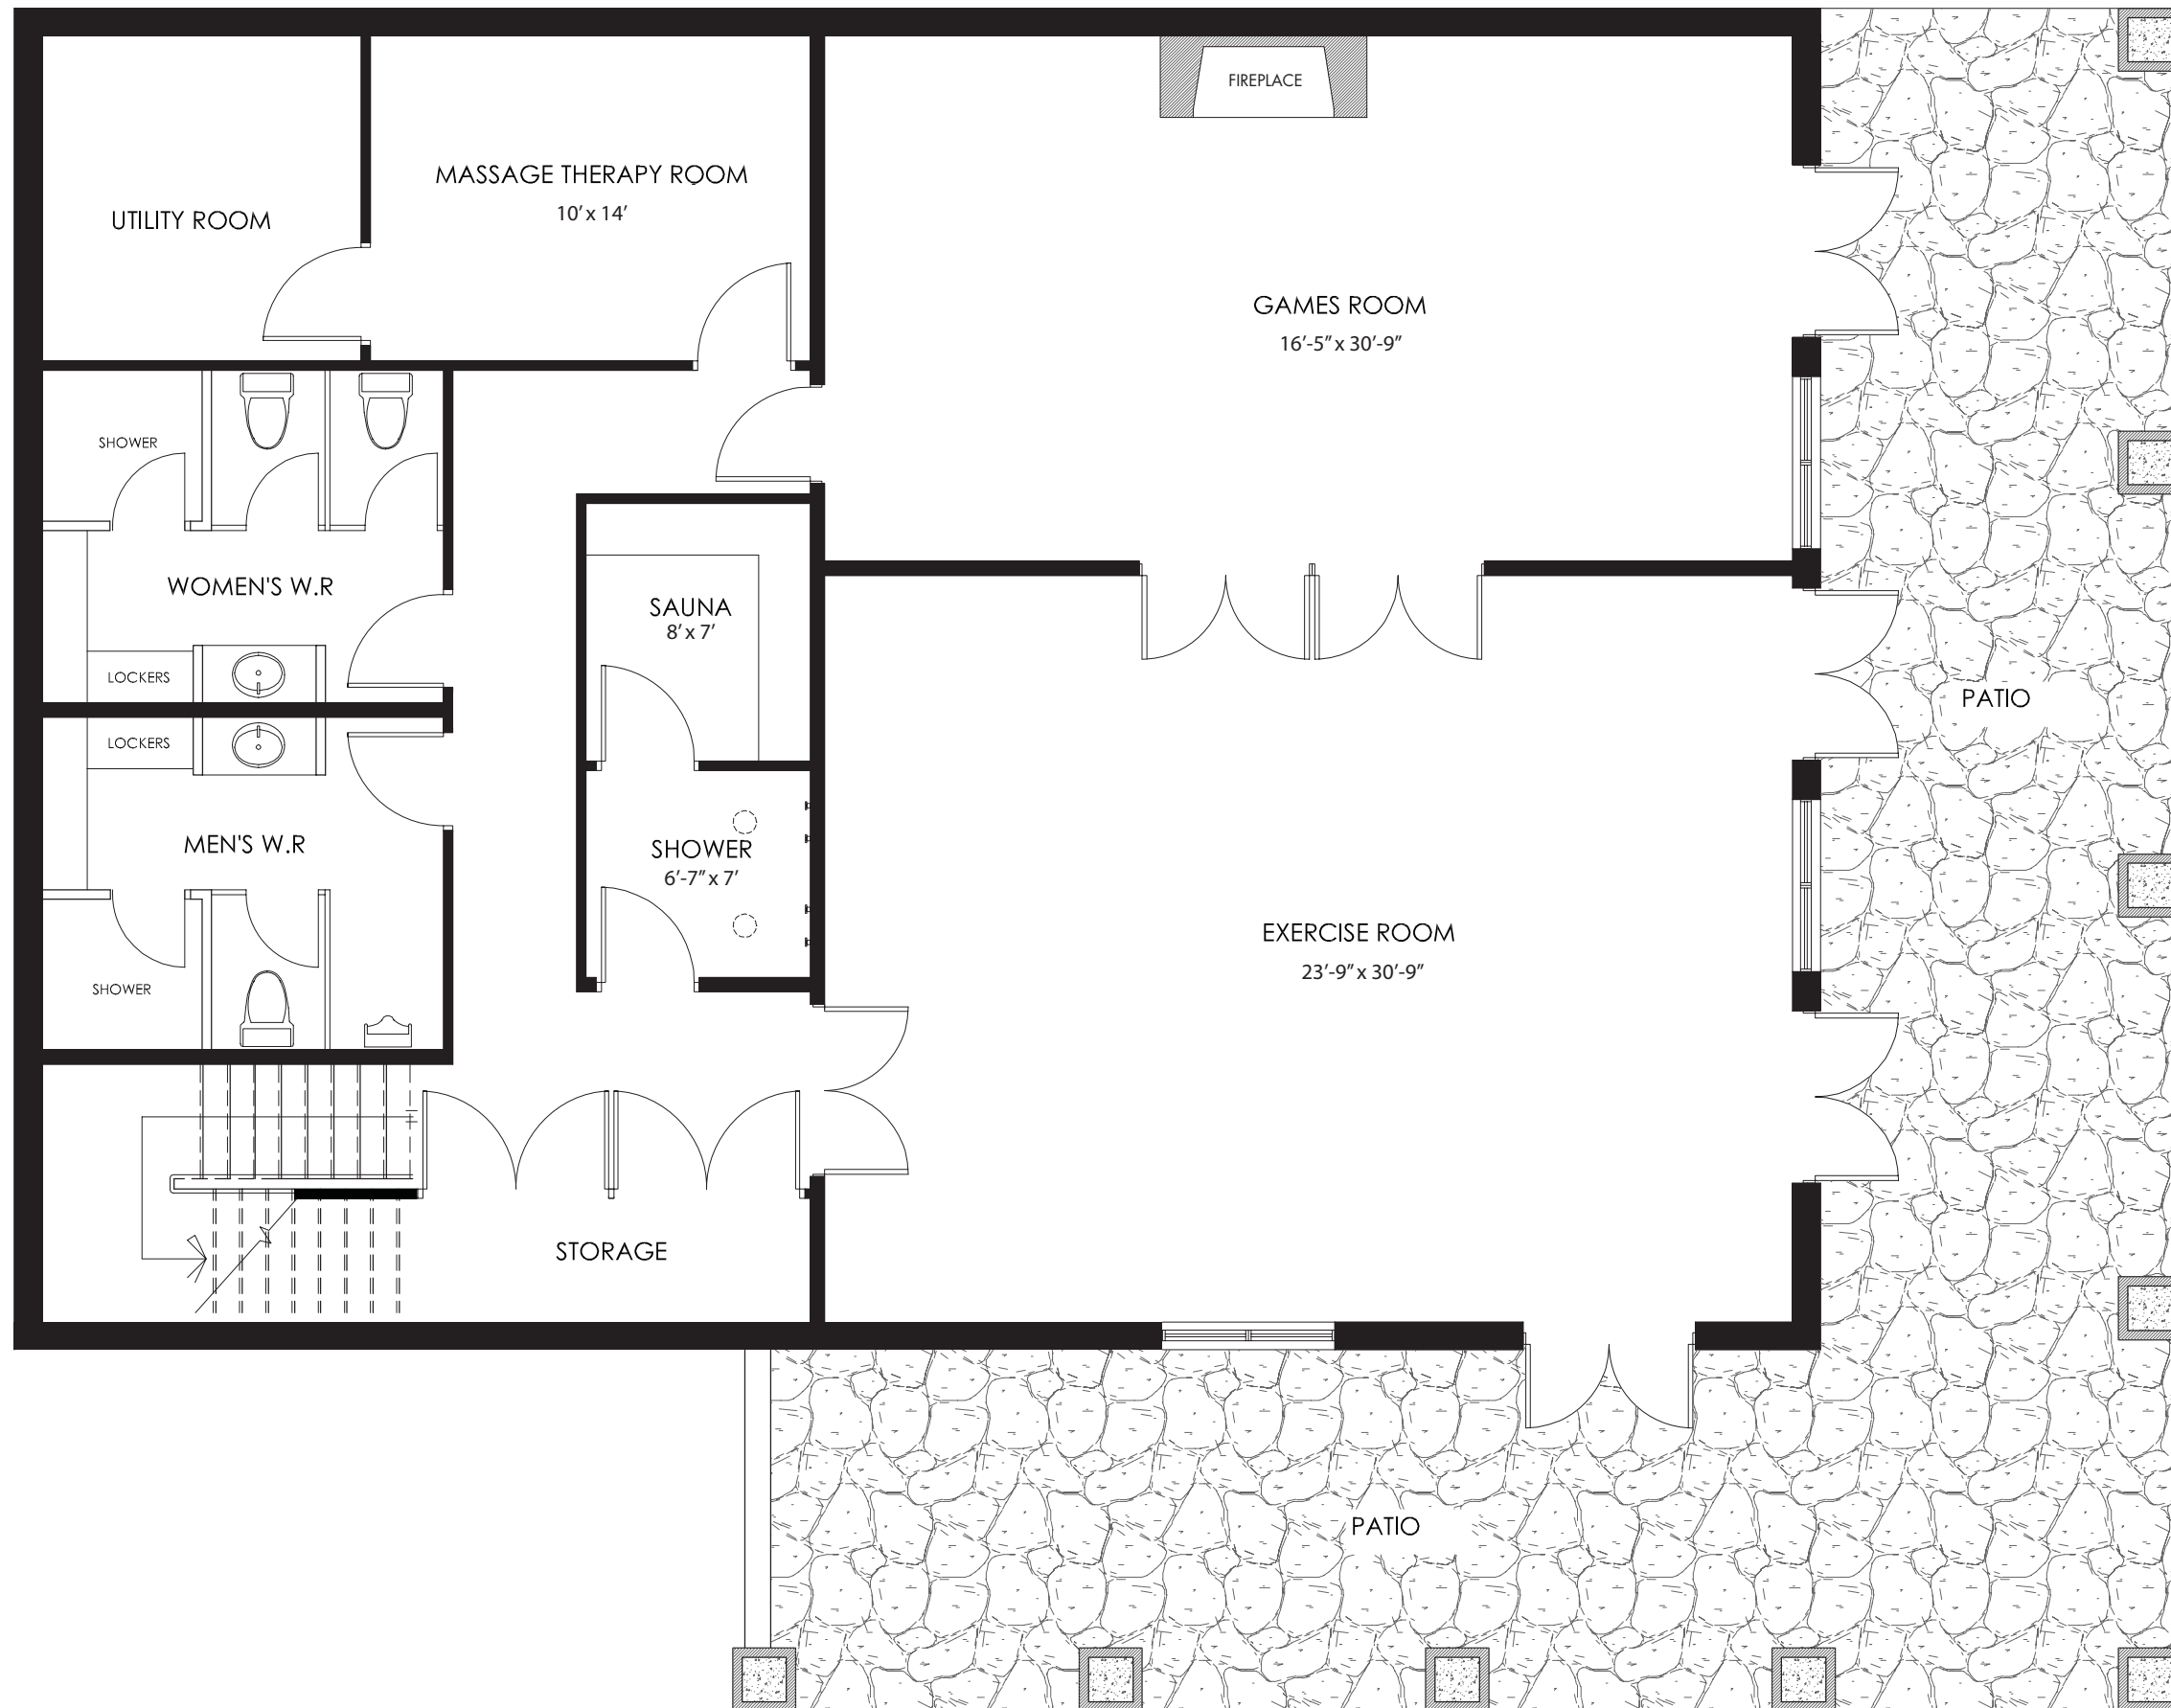 FIREPLACE
MASSAGE THERAPY ROOM
10' x 14'
UTILITY ROOM
GAMES ROOM
16'-5" x 30'-9"
SHOWER
WOMEN'S W.R
SAUNA
8' x 7'
LOCKERS
PATIO
LOCKERS
MEN'S W.R
SHOWER
6'-7" x 7'
EXERCISE ROOM
23'-9" x 30'-9"
SHOWER
STORAGE
PATIO